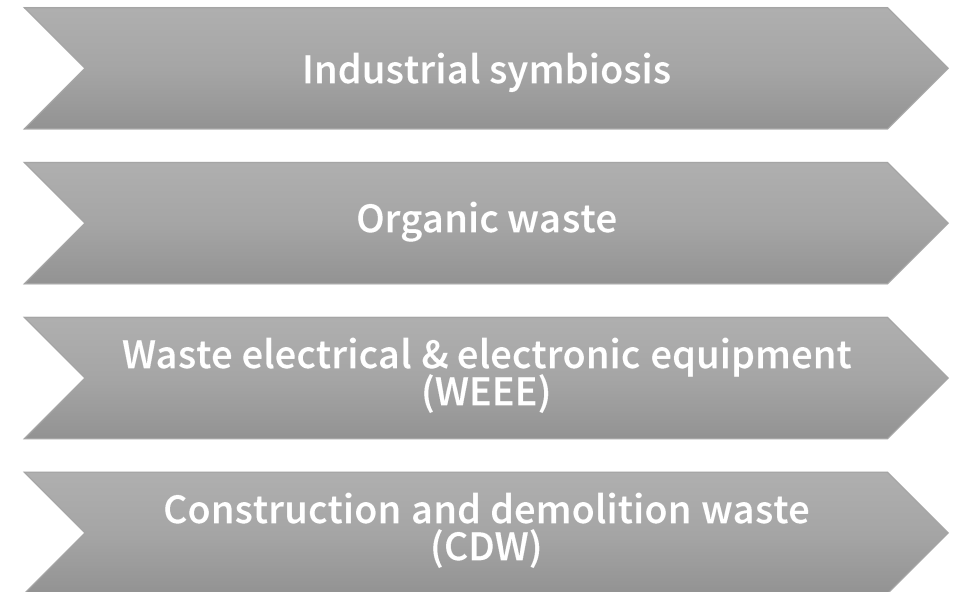 Industrial symbiosis
Organic waste
Waste electrical & electronic equipment
(WEEE)
Construction and demolition waste
(CDW)